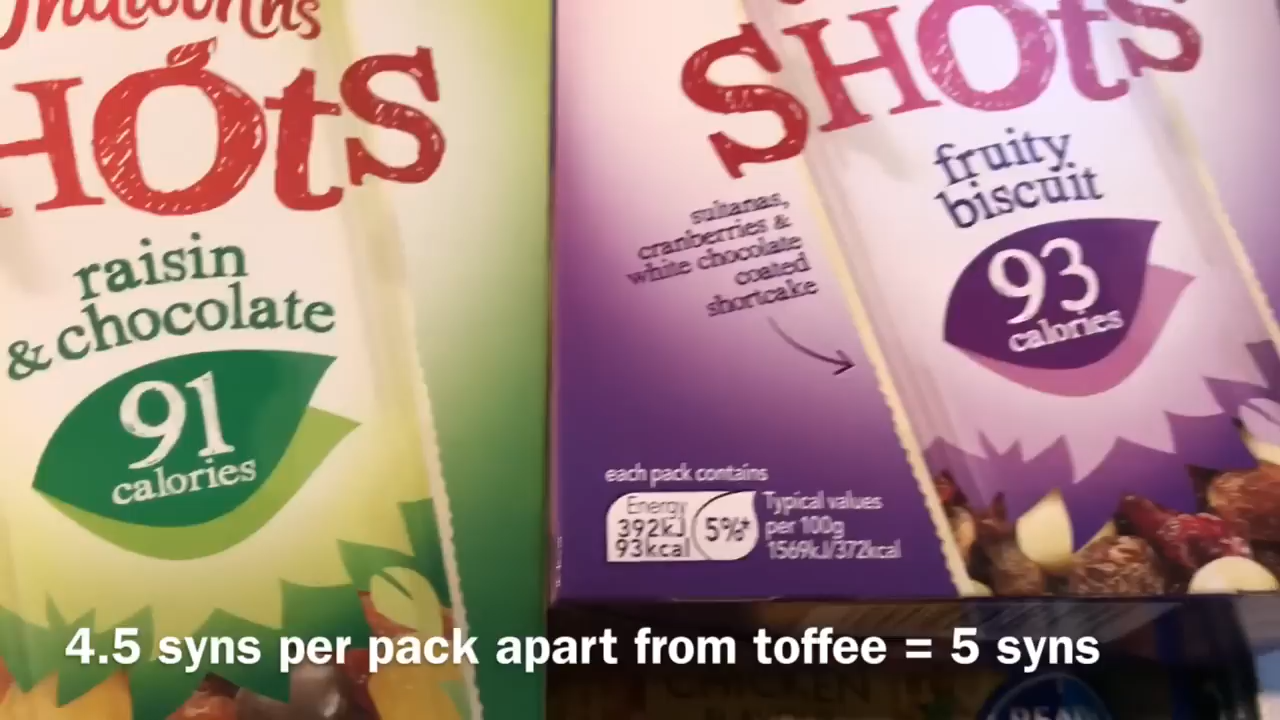 SHOtS
raisin
& chocolate
91
calories
SHOtS
fruity
biscuit
sultanas,
cranberries &
white chocolate
coated
shortcake
93
calories
each pack contains
Energy
392kJ
93kcal
5%*
Typical values
per 100g
1569kJ/372kcal
4.5 syns per pack apart from toffee = 5 syns
CHICKEN